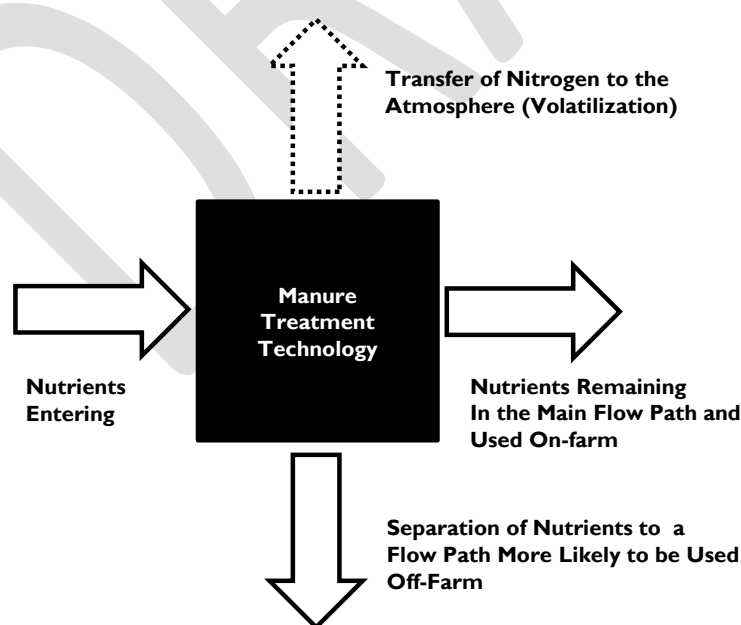 Transfer of Nitrogen to the
Atmosphere (Volatilization)
Manure
Treatment
Technology
Nutrients
Entering
Nutrients Remaining
In the Main Flow Path and
Used On-farm
Separation of Nutrients to a
Flow Path More Likely to be Used
Off-Farm